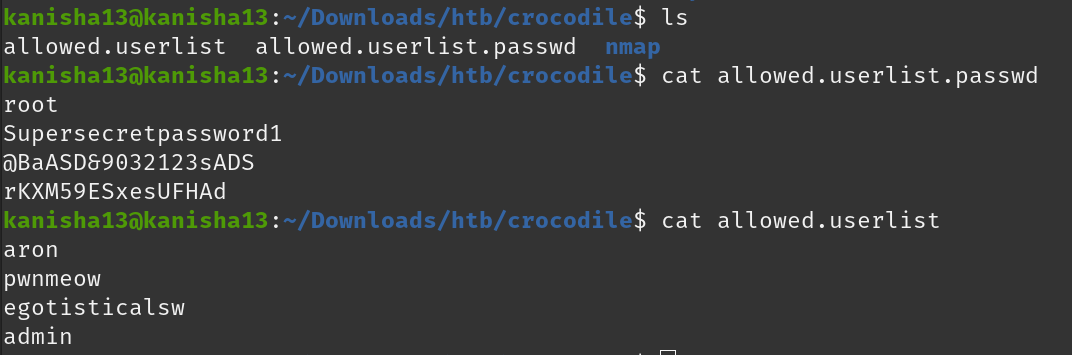 kanisha13@kanisha13:~/Downloads/htb/crocodile$ ls
allowed.userlist  allowed.userlist.passwd  nmap
kanisha13@kanisha13:~/Downloads/htb/crocodile$ cat allowed.userlist.passwd
root
Supersecretpassword1
@BaASD&9032123sADS
rKXM59ESxesUFHAd
kanisha13@kanisha13:~/Downloads/htb/crocodile$ cat allowed.userlist
aron
pwnmeow
egotisticalsw
admin